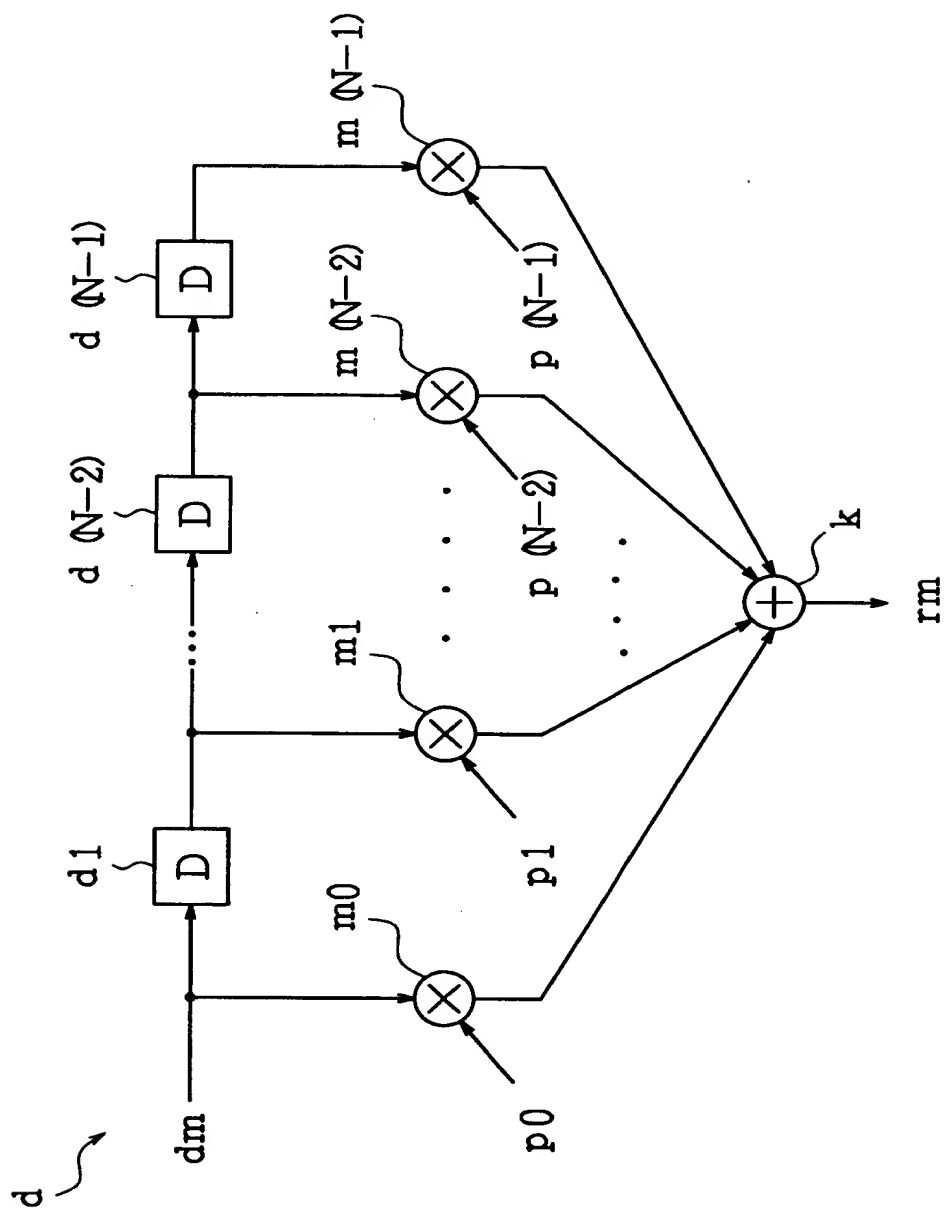 d
d1
d (N-2)
d (N-1)
dm
D
D
D
m0
m1
m (N-2)
m (N-1)
p0
p1
p (N-2)
p (N-1)
k
rm